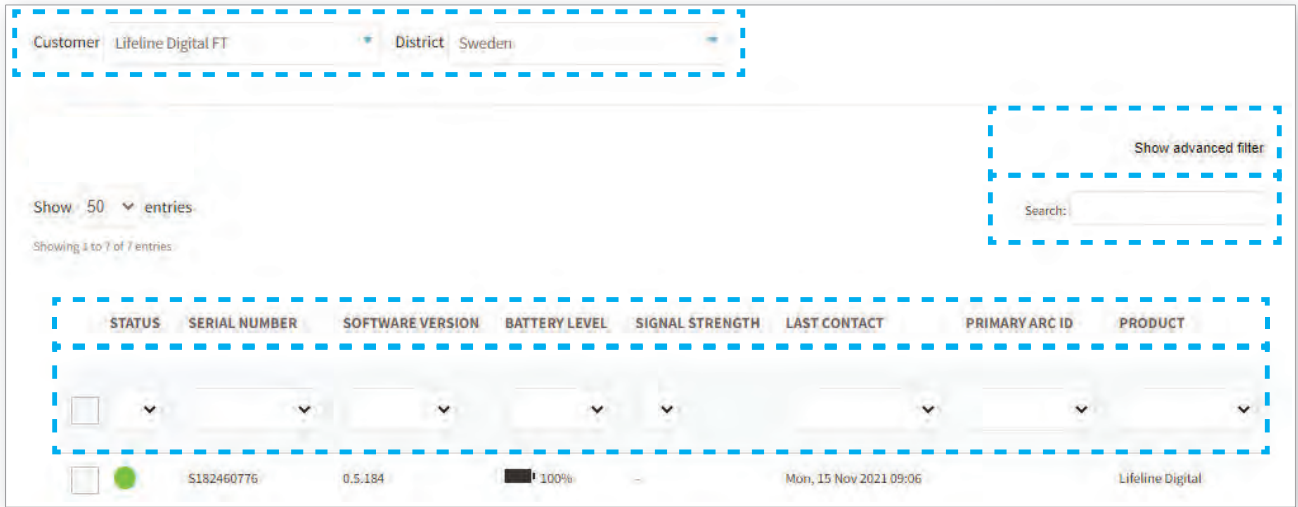 Customer Lifeline Digital FT District Sweden
Show advanced filter
Show 50 entries
Search:
Showing 1 to 7 of 7 entries
STATUS SERIAL NUMBER SOFTWARE VERSION BATTERY LEVEL SIGNAL STRENGTH LAST CONTACT PRIMARY ARC ID PRODUCT
S182460776 0.5.184 100% - Mon, 15 Nov 2021 09:06 Lifeline Digital